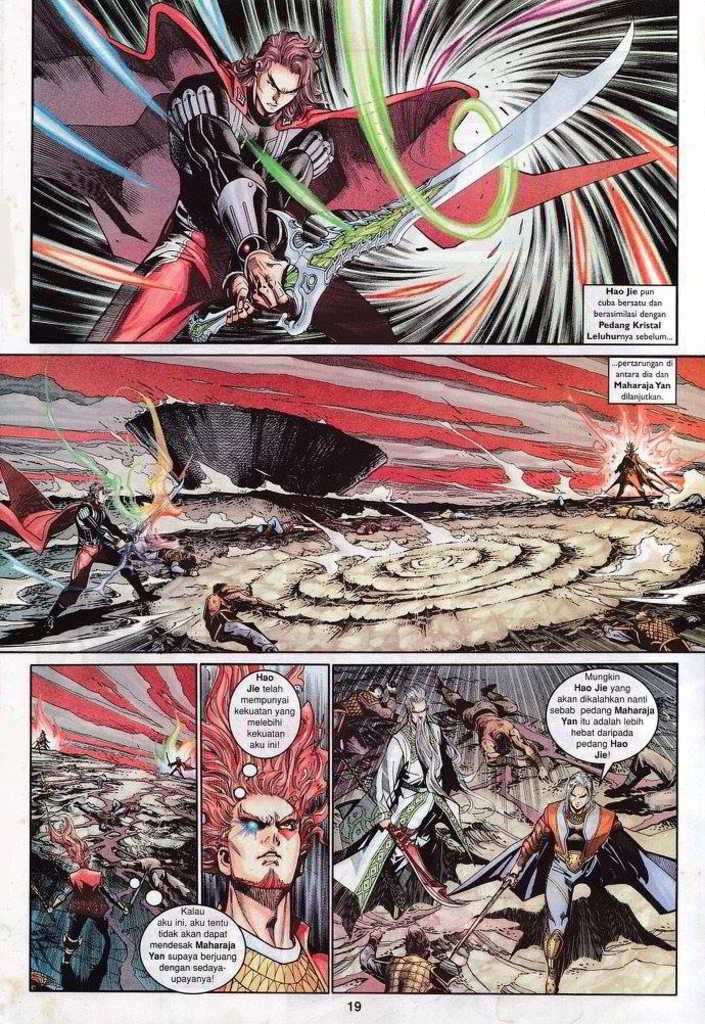 Hao Jie pun
cuba bersatu dan
berasimilasi dengan
Pedang Kristal
Leluhurnya sebelum...
...pertarungan di
antara dia dan
Maharaja Yan
dilanjutkan.
Hao
Jie telah
mempunyai
kekuatan yang
melebihi
kekuatan
aku ini!
Kalau
aku ini, aku tentu
tidak akan dapat
mendesak Maharaja
Yan supaya berjuang
dengan sedaya-
upayanya!
Mungkin
Hao Jie yang
akan dikalahkan nanti
sebab pedang Maharaja
Yan itu adalah lebih
hebat daripada
pedang Hao
Jie!
19